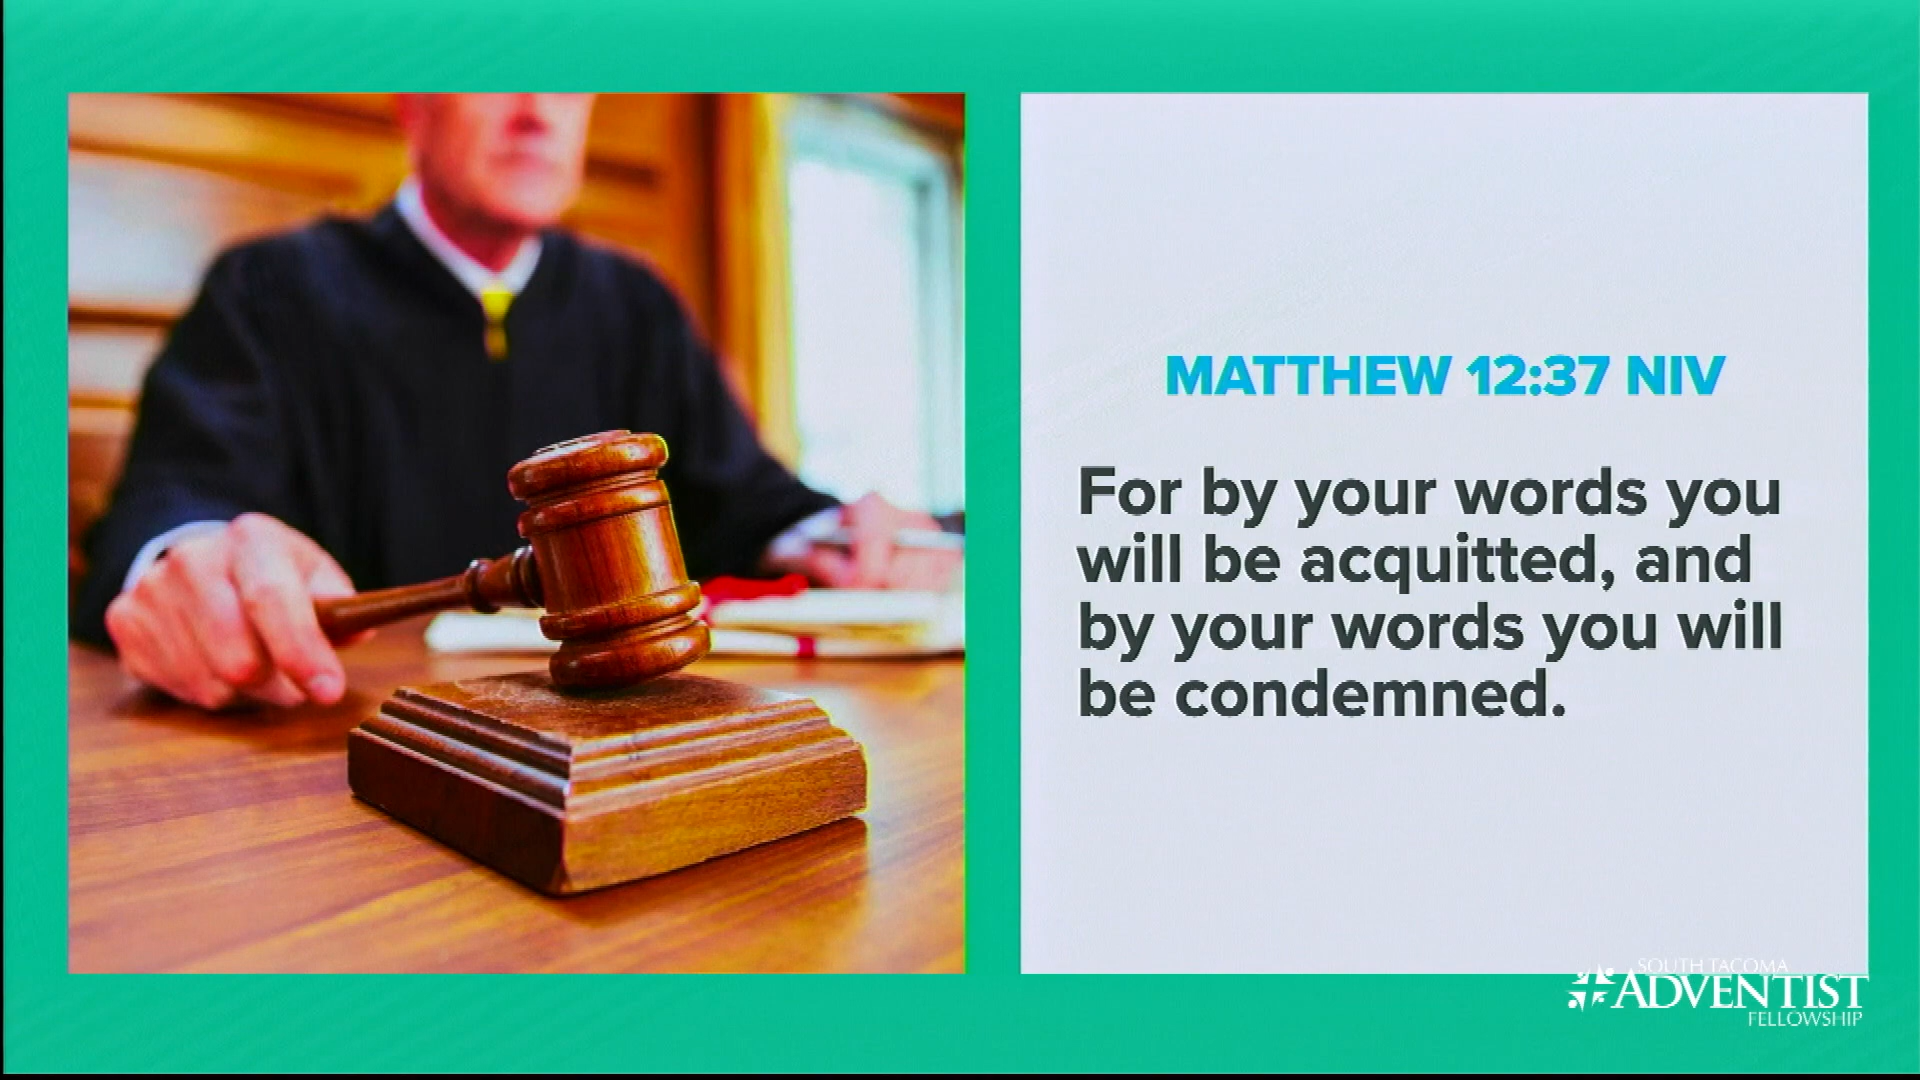 MATTHEW 12:37 NIV
For by your words you
will be acquitted, and
by your words you will
be condemned.
SOUTH TACOMA
ADVENTIST
FELLOWSHIP